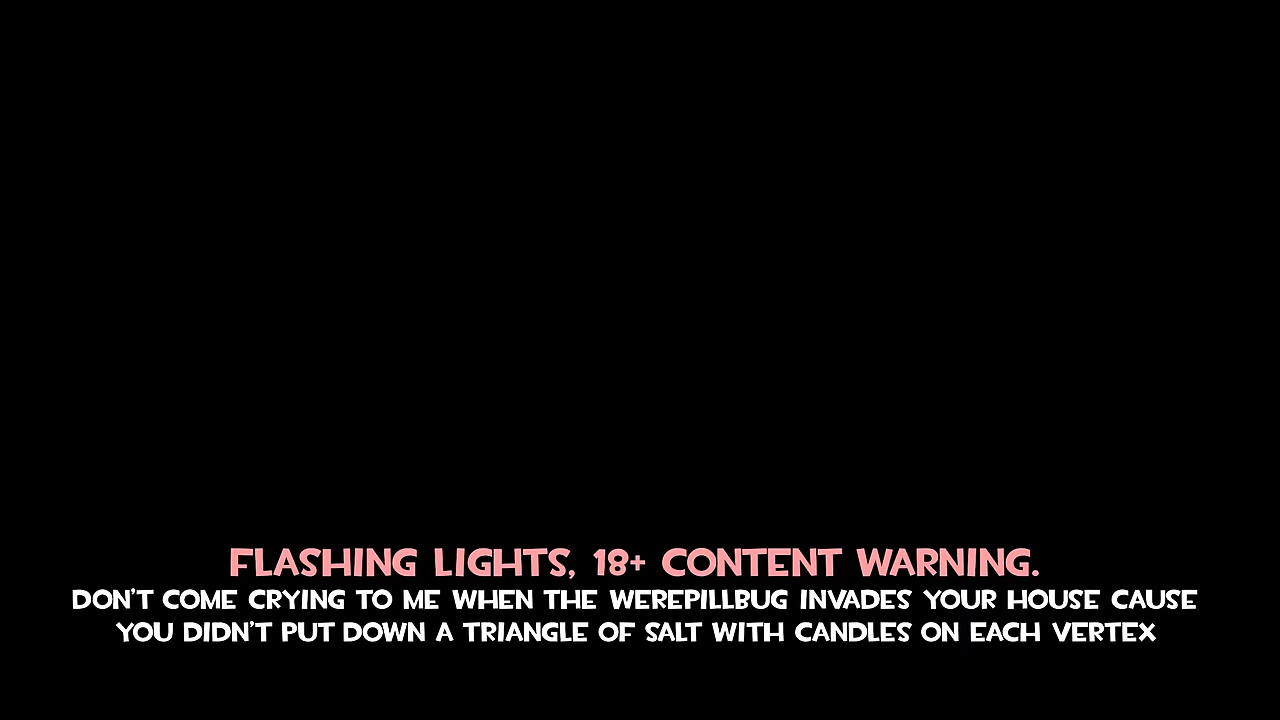 FLASHING LIGHTS, 18+ CONTENT WARNING.
DON'T COME CRYING TO ME WHEN THE WEREPILLBUG INVADES YOUR HOUSE CAUSE
YOU DIDN'T PUT DOWN A TRIANGLE OF SALT WITH CANDLES ON EACH VERTEX